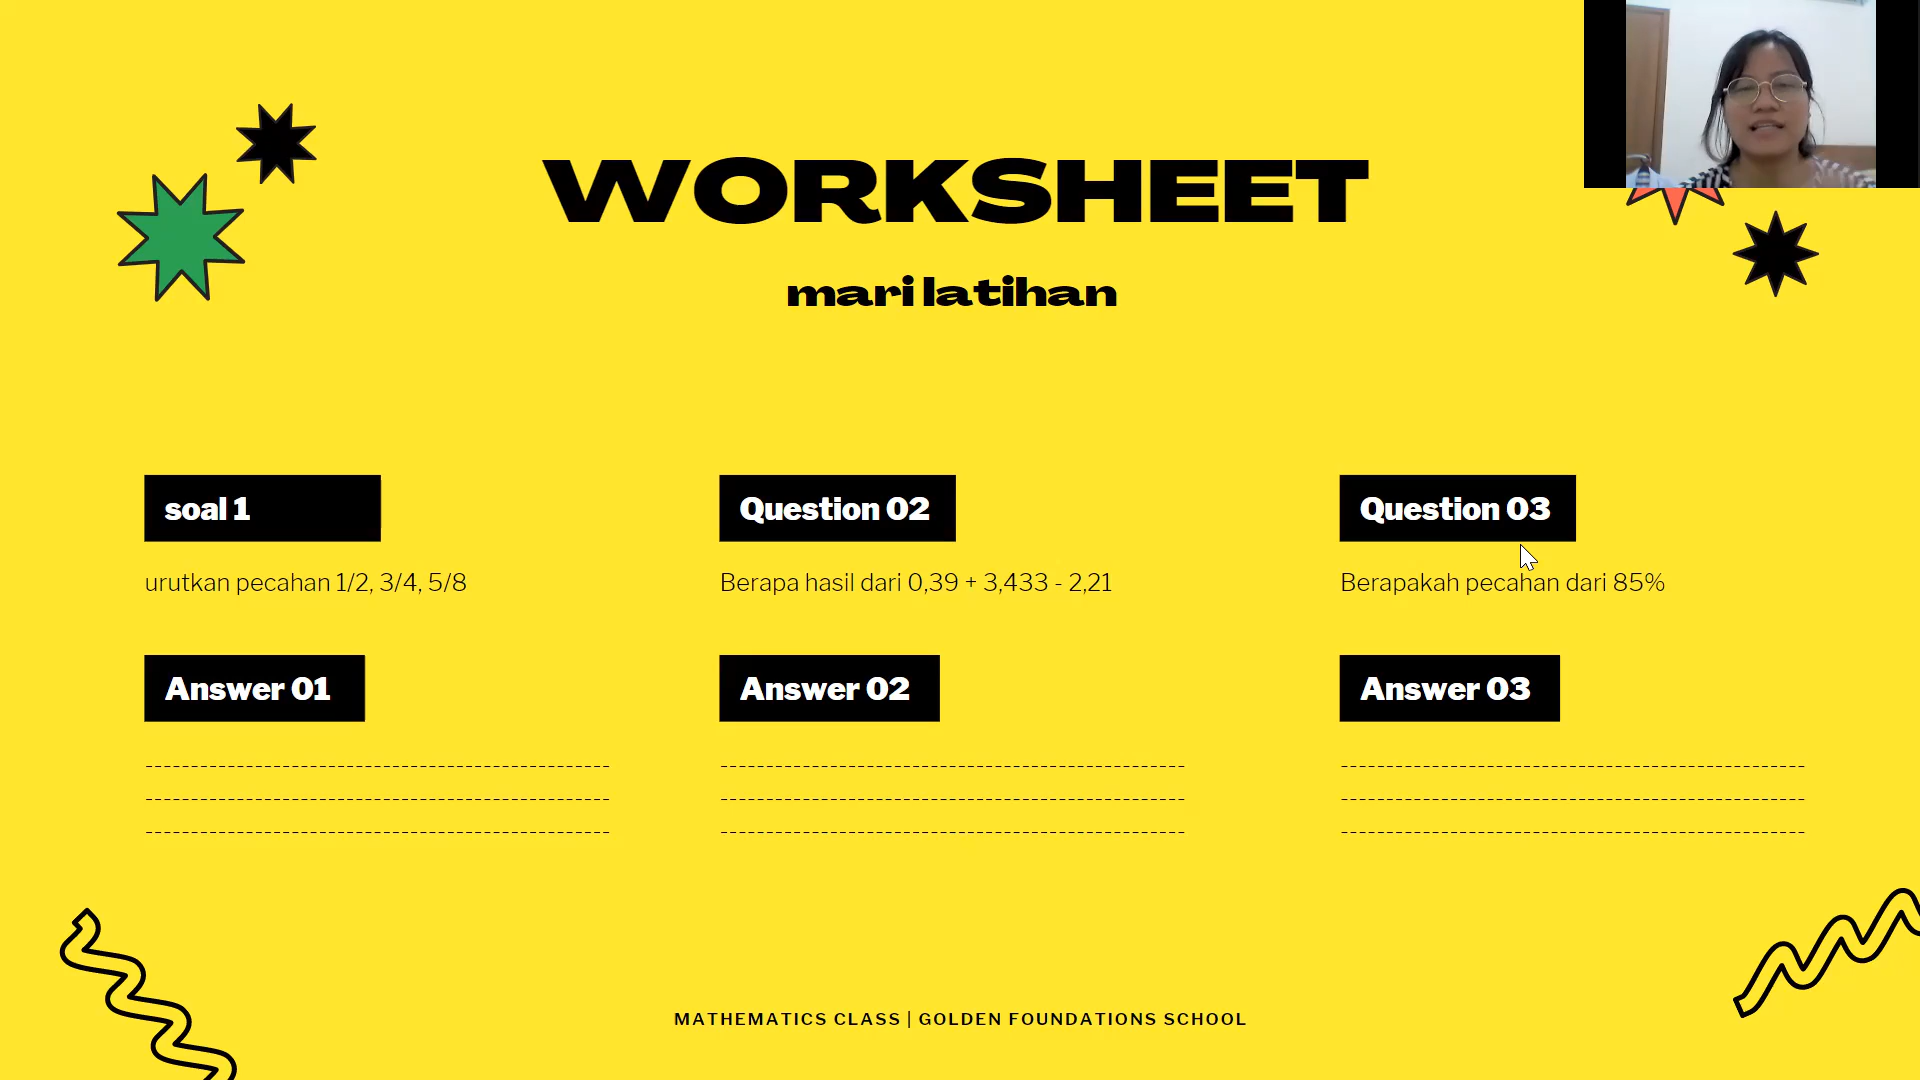 WORKSHEET
mari latihan
soal 1
urutkan pecahan 1/2, 3/4, 5/8
Answer 01
Question 02
Berapa hasil dari 0,39 + 3,433 - 2,21
Answer 02
Question 03
Berapakah pecahan dari 85%
Answer 03
MATHEMATICS CLASS | GOLDEN FOUNDATIONS SCHOOL